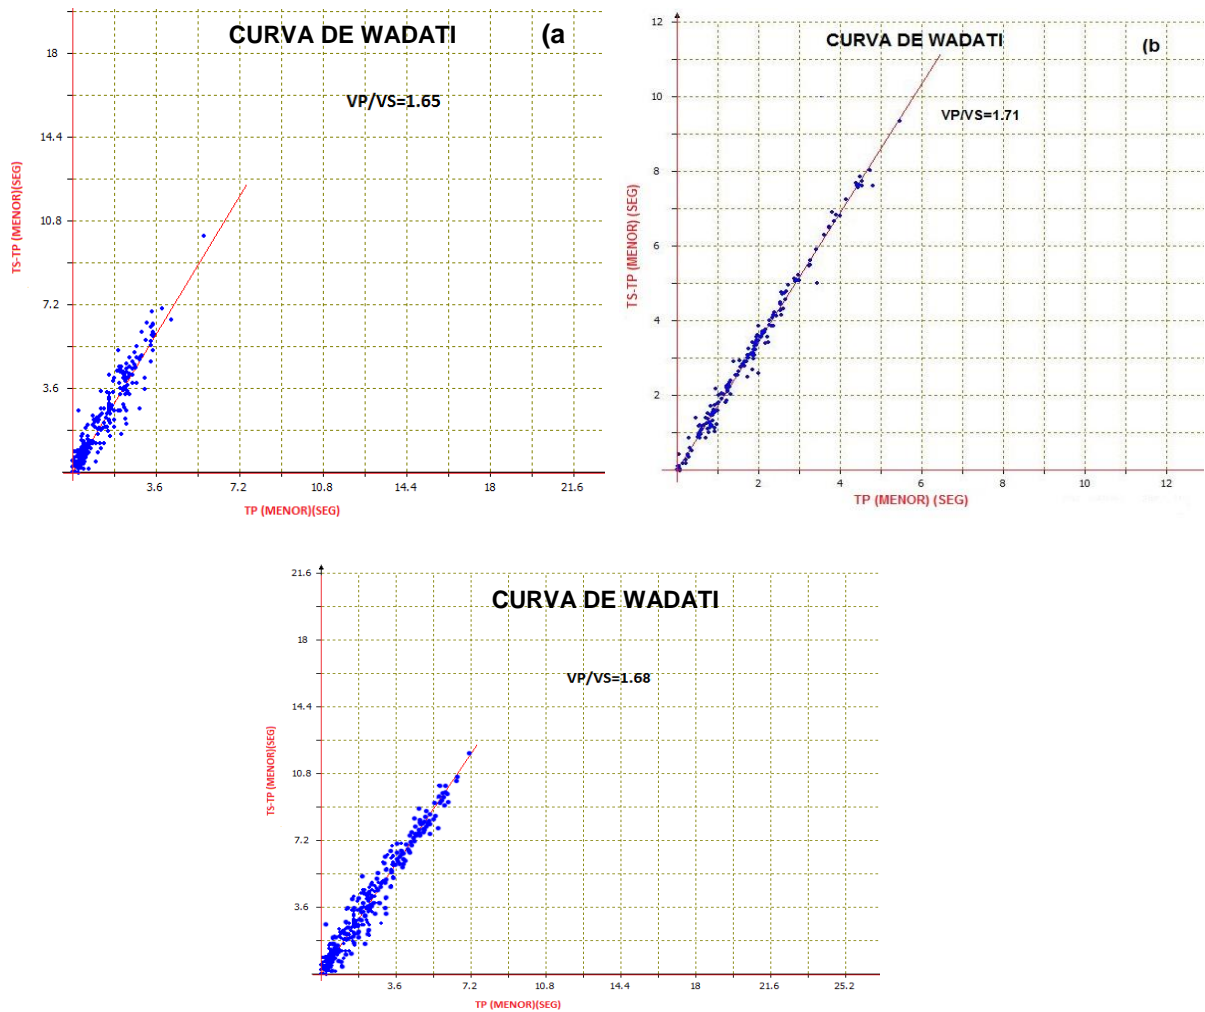 CURVA DE WADATI (a
VP/VS=1.65
TS-TP (MENOR)(SEG)
18
14.4
10.8
7.2
3.6
3.6 7.2 10.8 14.4 18 21.6
TP (MENOR)(SEG)
CURVA DE WADATI (b
VP/VS=1.71
TS-TP (MENOR) (SEG)
12
10
8
6
4
2
2 4 6 8 10 12
TP (MENOR) (SEG)
CURVA DE WADATI
VP/VS=1.68
TS-TP (MENOR)(SEG)
21.6
18
14.4
10.8
7.2
3.6
3.6 7.2 10.8 14.4 18 21.6 25.2
TP (MENOR)(SEG)